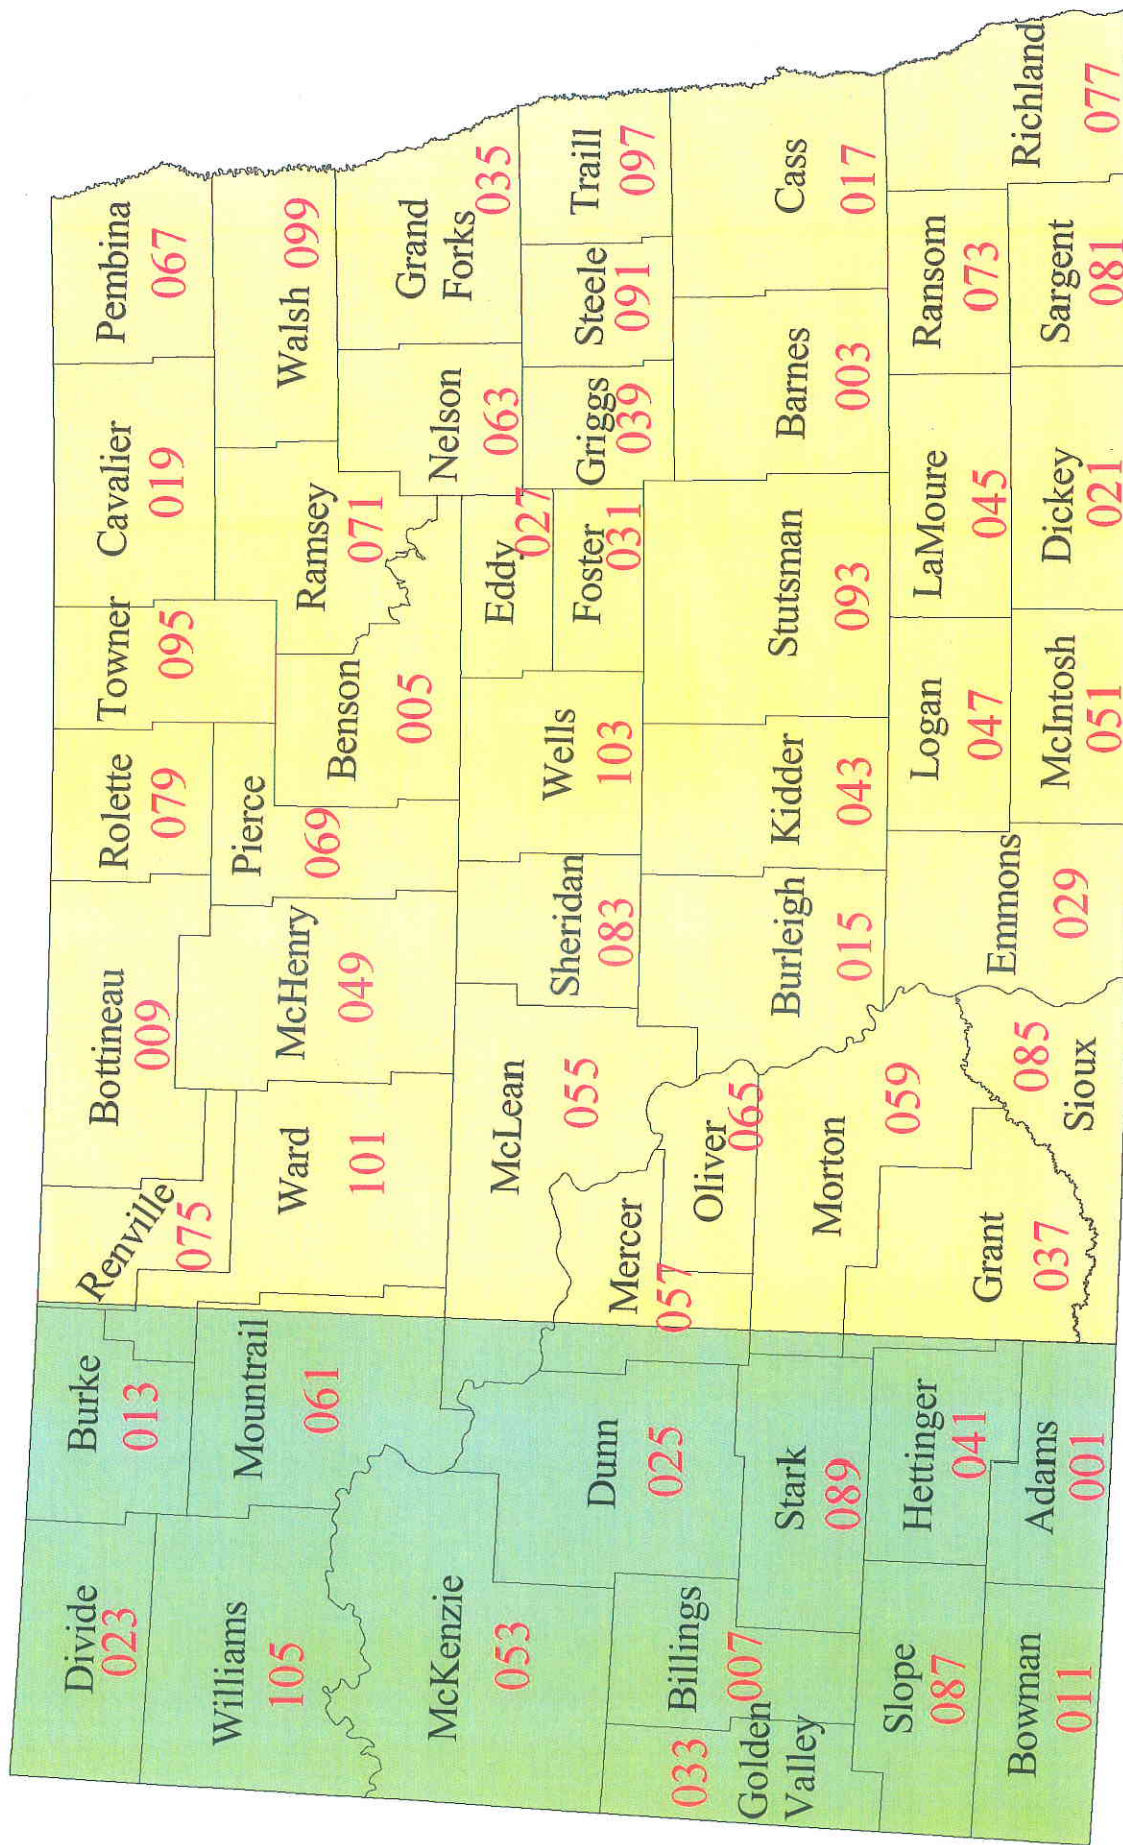 Divide
023
Burke
013
Renville
075
Bottineau
009
Rolette
079
Towner
095
Cavalier
019
Pembina
067
Williams
105
Mountrail
061
Ward
101
McHenry
049
Pierce
069
Benson
005
Ramsey
071
Walsh 099
McKenzie
053
McLean
055
Sheridan
083
Wells
103
Eddy
027
Foster
031
Nelson
063
Grand
Forks
035
Griggs
039
Steele
091
Traill
097
Dunn
025
Mercer
057
Oliver
065
033
Golden
Valley
Billings
007
Stark
089
Morton
059
Burleigh
015
Kidder
043
Stutsman
093
Barnes
003
Cass
017
Slope
087
Hettinger
041
Grant
037
085
Sioux
Emmons
029
Logan
047
LaMoure
045
Ransom
073
Richland
077
Bowman
011
Adams
001
McIntosh
051
Dickey
021
Sargent
081